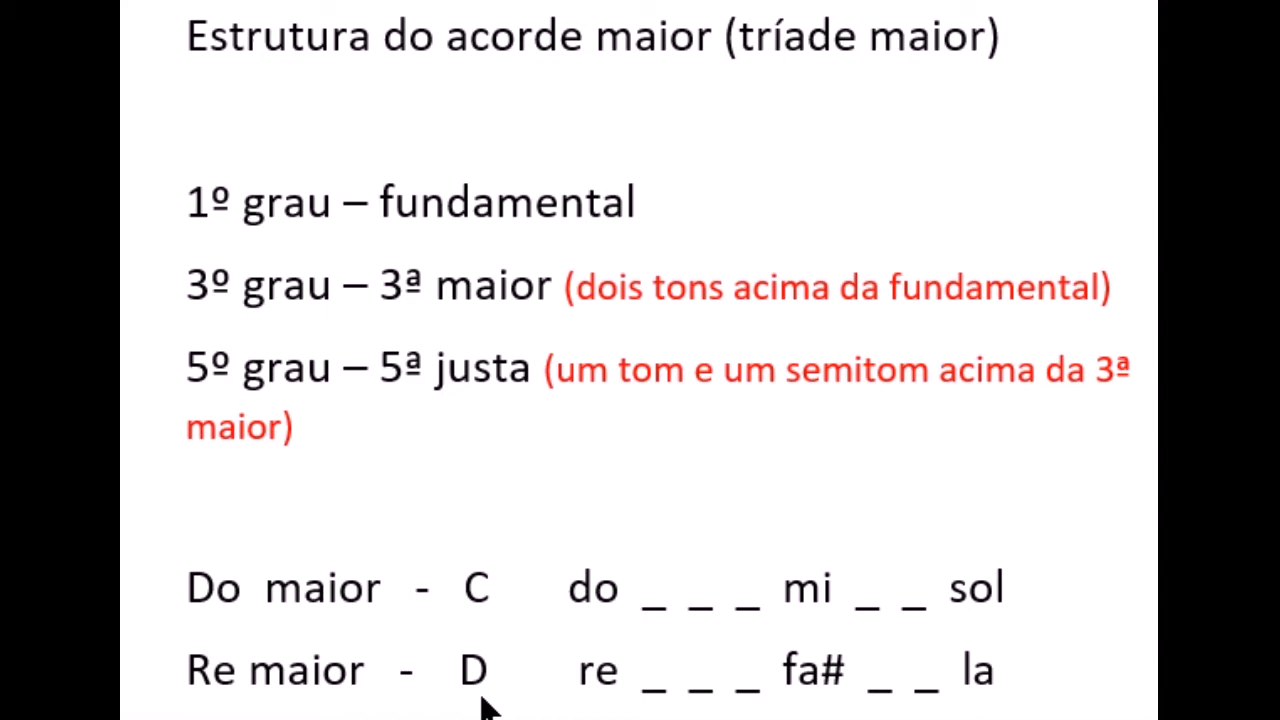 Estrutura do acorde maior (tríade maior)
1º grau – fundamental
3º grau – 3ª maior (dois tons acima da fundamental)
5º grau – 5ª justa (um tom e um semitom acima da 3ª
maior)
Do maior - C do _ _ _ mi _ _ sol
Re maior - D re _ _ _ fa# _ _ la